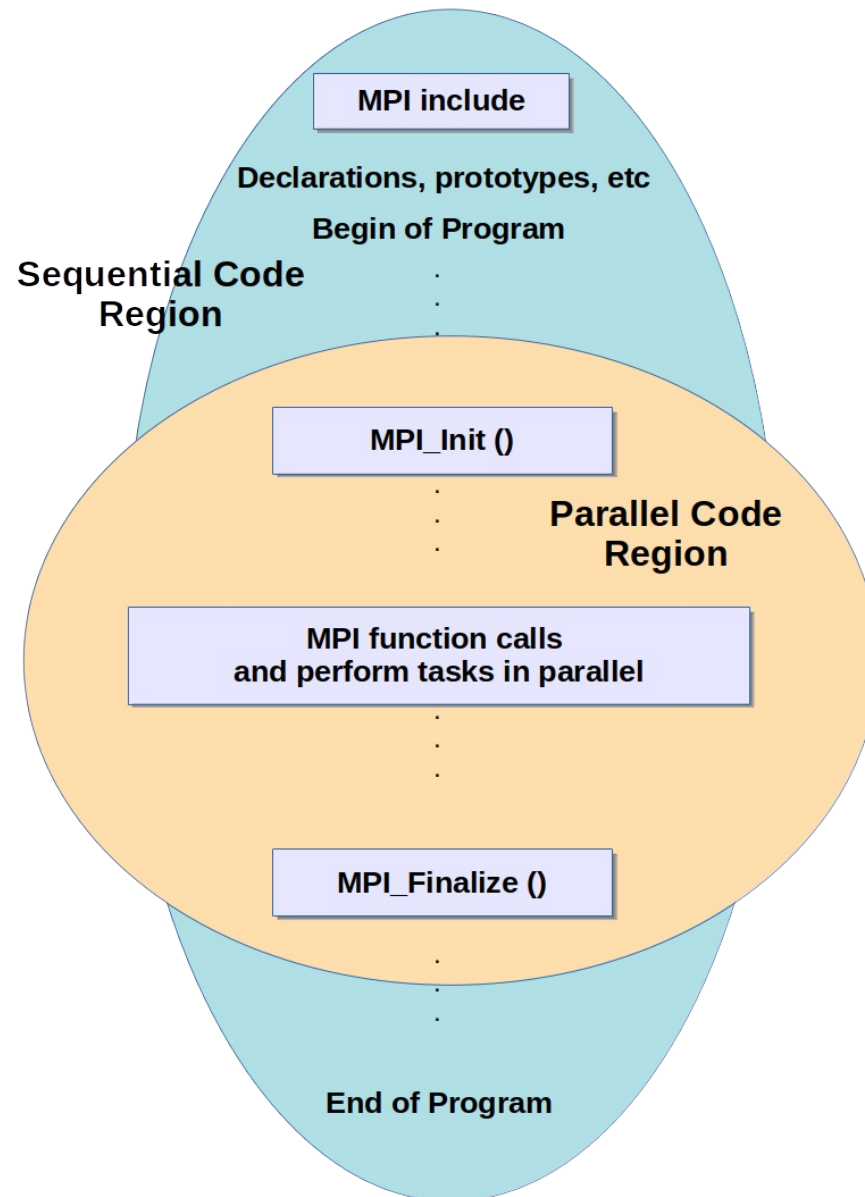 MPI include
Declarations, prototypes, etc
Begin of Program
Sequential Code
Region
.
.
.
MPI_Init ()
.
.
.
Parallel Code
Region
MPI function calls
and perform tasks in parallel
.
.
.
MPI_Finalize ()
.
.
.
End of Program